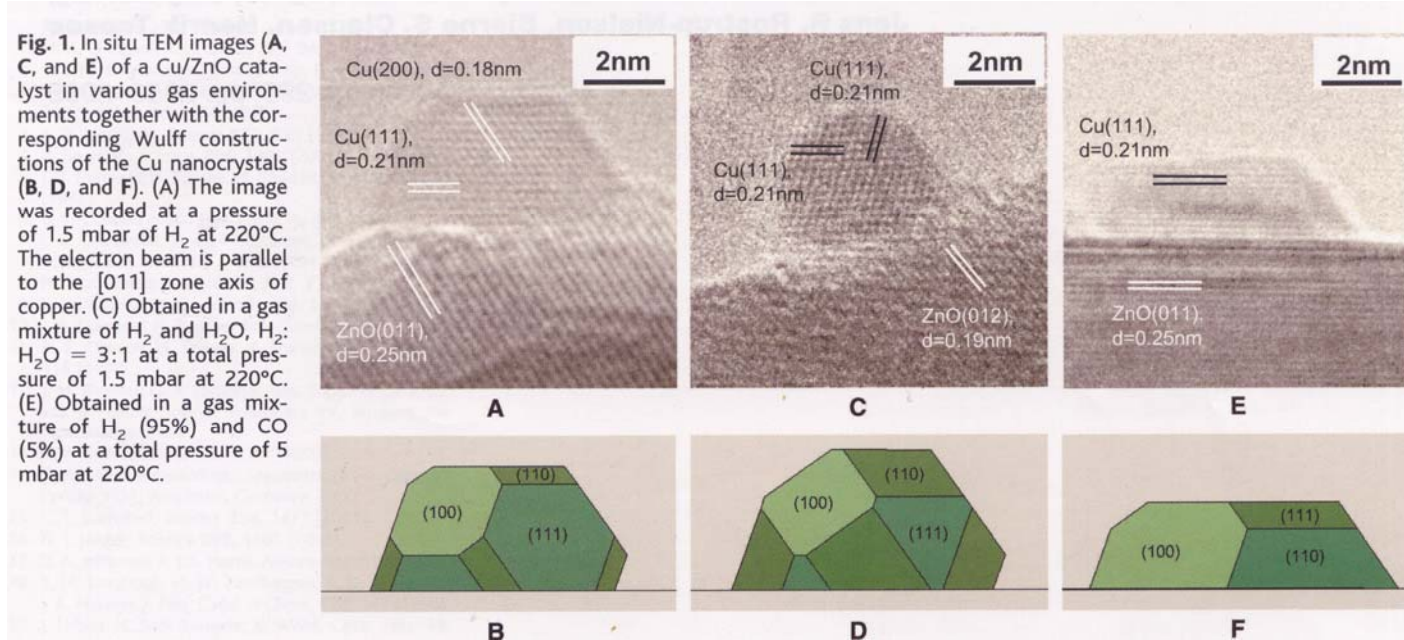 Fig. 1. In situ TEM images (A,
C, and E) of a Cu/ZnO cata-
lyst in various gas environ-
ments together with the cor-
responding Wulff construc-
tions of the Cu nanocrystals
(B, D, and F). (A) The image
was recorded at a pressure
of 1.5 mbar of H₂ at 220°C.
The electron beam is parallel
to the [011] zone axis of
copper. (C) Obtained in a gas
mixture of H₂ and H₂O, H₂:
H₂O = 3:1 at a total pres-
sure of 1.5 mbar at 220°C.
(E) Obtained in a gas mix-
ture of H₂ (95%) and CO
(5%) at a total pressure of 5
mbar at 220°C.
2nm
Cu(200), d=0.18nm
Cu(111),
d=0.21nm
ZnO(011),
d=0.25nm
A
2nm
Cu(111),
d=0.21nm
Cu(111),
d=0.21nm
ZnO(012),
d=0.19nm
C
2nm
Cu(111),
d=0.21nm
ZnO(011),
d=0.25nm
E
(110)
(100)
(111)
B
(110)
(100)
(111)
D
(111)
(100)
(110)
F